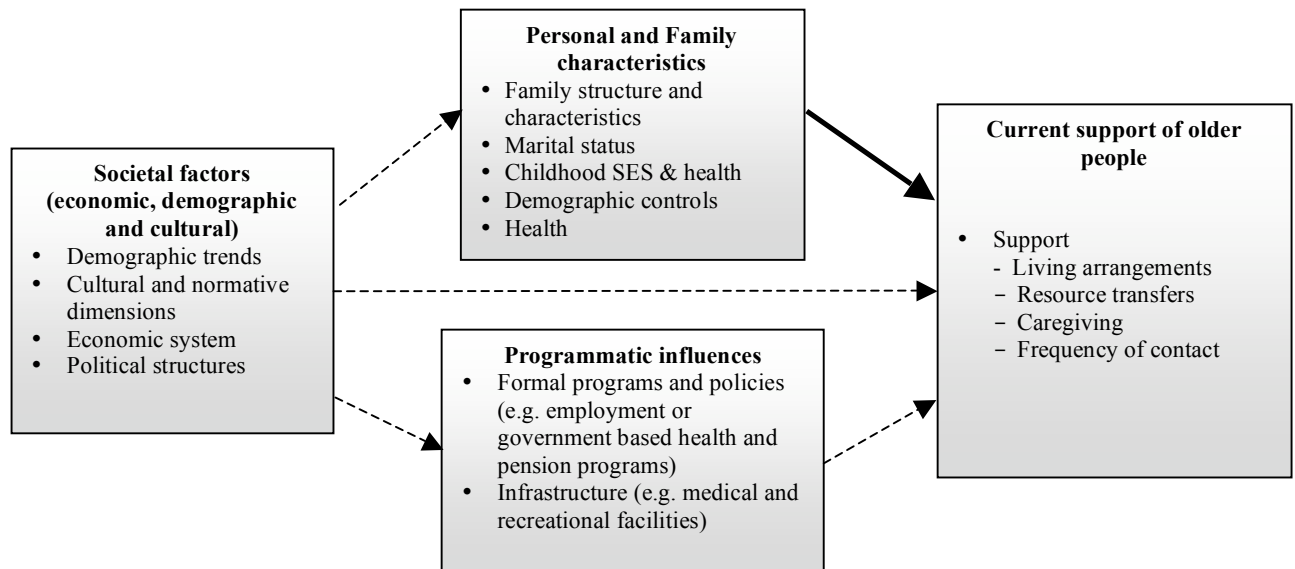 Personal and Family
characteristics
• Family structure and
characteristics
• Marital status
• Childhood SES & health
• Demographic controls
• Health
Societal factors
(economic, demographic
and cultural)
• Demographic trends
• Cultural and normative
dimensions
• Economic system
• Political structures
Programmatic influences
• Formal programs and policies
(e.g. employment or
government based health and
pension programs)
• Infrastructure (e.g. medical and
recreational facilities)
Current support of older
people
• Support
- Living arrangements
− Resource transfers
− Caregiving
− Frequency of contact